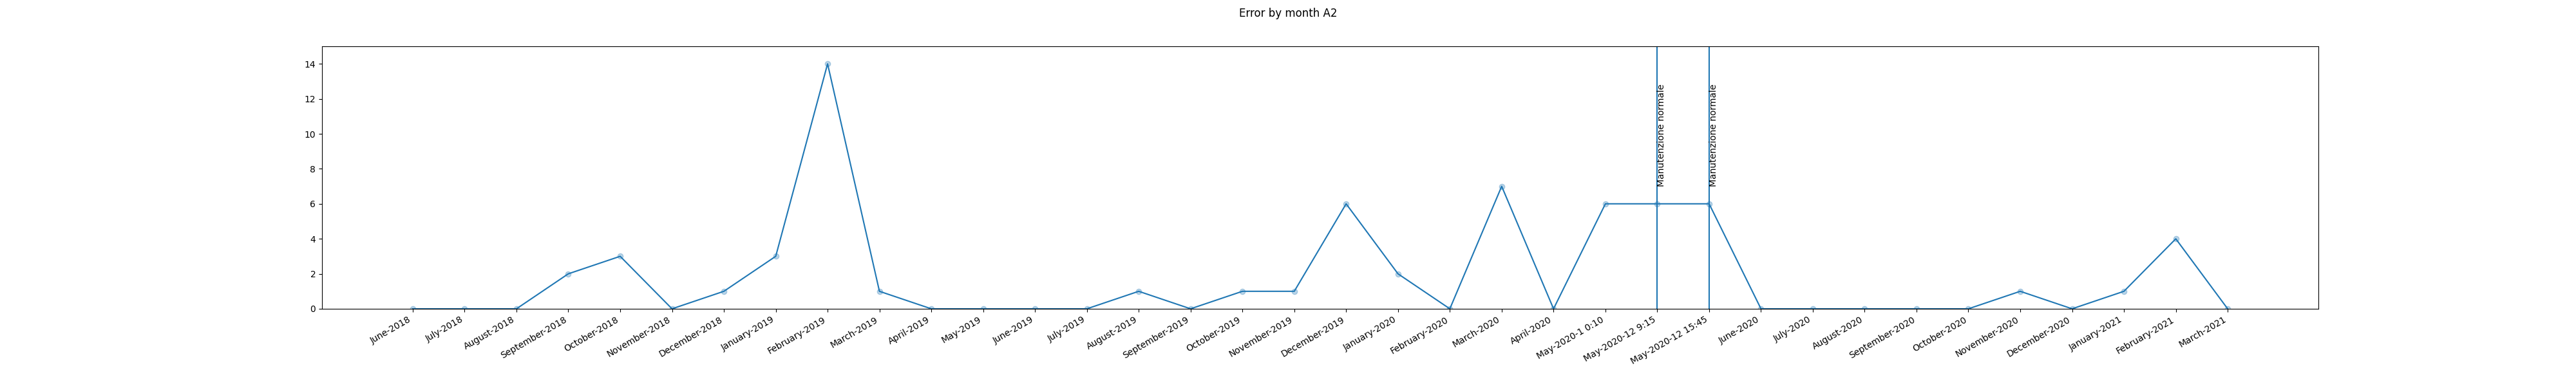 Error by month A2
14
12
10
8
6
4
2
0
Manutenzione normale
Manutenzione normale
June-2018
July-2018
August-2018
September-2018
October-2018
November-2018
December-2018
January-2019
February-2019
March-2019
April-2019
May-2019
June-2019
July-2019
August-2019
September-2019
October-2019
November-2019
December-2019
January-2020
February-2020
March-2020
April-2020
May-2020-1 0:10
May-2020-12 9:15
May-2020-12 15:45
June-2020
July-2020
August-2020
September-2020
October-2020
November-2020
December-2020
January-2021
February-2021
March-2021